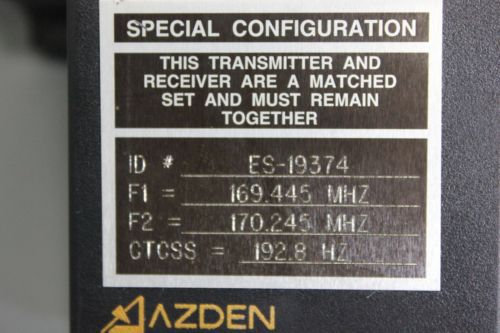 SPECIAL CONFIGURATION
THIS TRANSMITTER AND
RECEIVER ARE A MATCHED
SET AND MUST REMAIN
TOGETHER
ID # ES-19374
F1 = 169.445 MHZ
F2 = 170.245 MHZ
CTCSS = 192.8 HZ
AZDEN